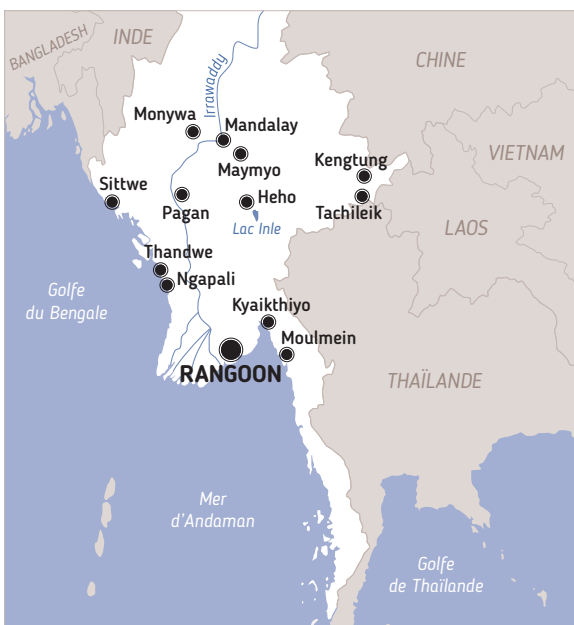 BANGLADESH
INDE
CHINE
Irrawaddy
Monywa
Mandalay
Maymyo
Kengtung
VIETNAM
Sittwe
Pagan
Heho
Tachileik
Lac Inle
LAOS
Thandwe
Ngapali
Golfe
du Bengale
Kyaikthiyo
Moulmein
RANGOON
THAÏLANDE
Mer
d’Andaman
Golfe
de Thaïlande